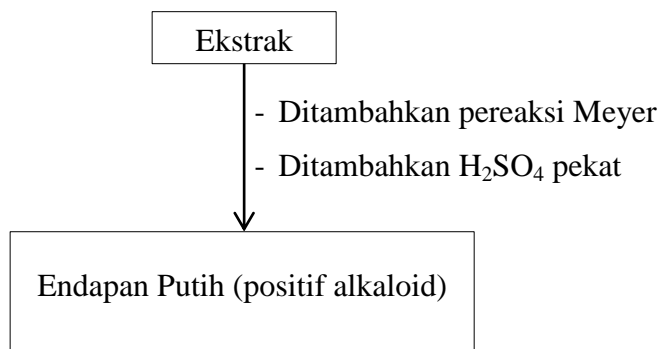 Ekstrak
- Ditambahkan pereaksi Meyer
- Ditambahkan H₂SO₄ pekat
Endapan Putih (positif alkaloid)